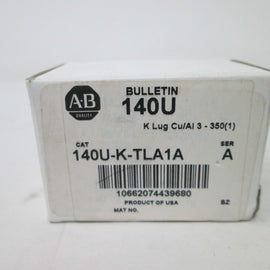 BULLETIN
A-B
QUALITY
140U
K Lug Cu/Al 3 - 350(1)
CAT
SER
140U-K-TLA1A
A
10662074439680
PRODUCT OF USA
B2
MAT NO.